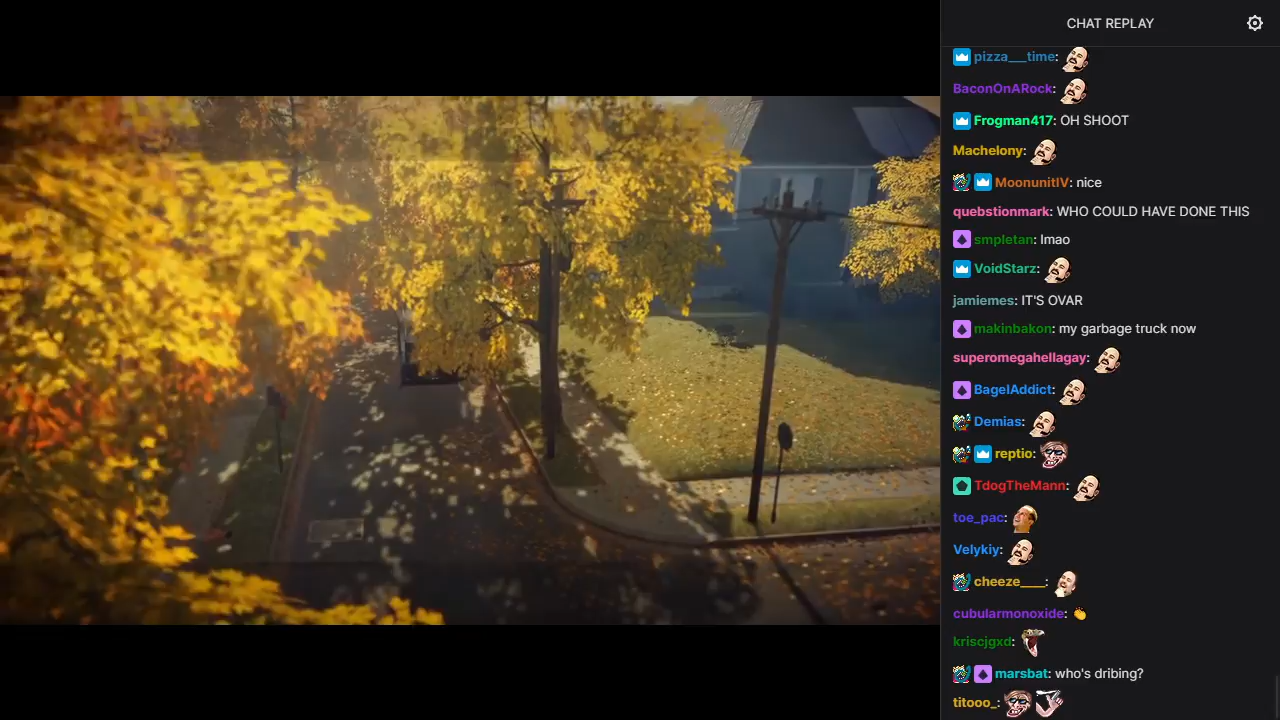 CHAT REPLAY
pizza___time:
BaconOnARock:
Frogman417: OH SHOOT
Machelony:
MoonunitIV: nice
quebstionmark: WHO COULD HAVE DONE THIS
smpletan: lmao
VoidStarz:
jamiemes: IT'S OVAR
makinbakon: my garbage truck now
superomegahellagay:
BagelAddict:
Demias:
reptio:
TdogTheMann:
toe_pac:
Velykiy:
cheeze____:
cubularmonoxide: 👏
kriscjgxd:
marsbat: who's dribing?
titooo_: